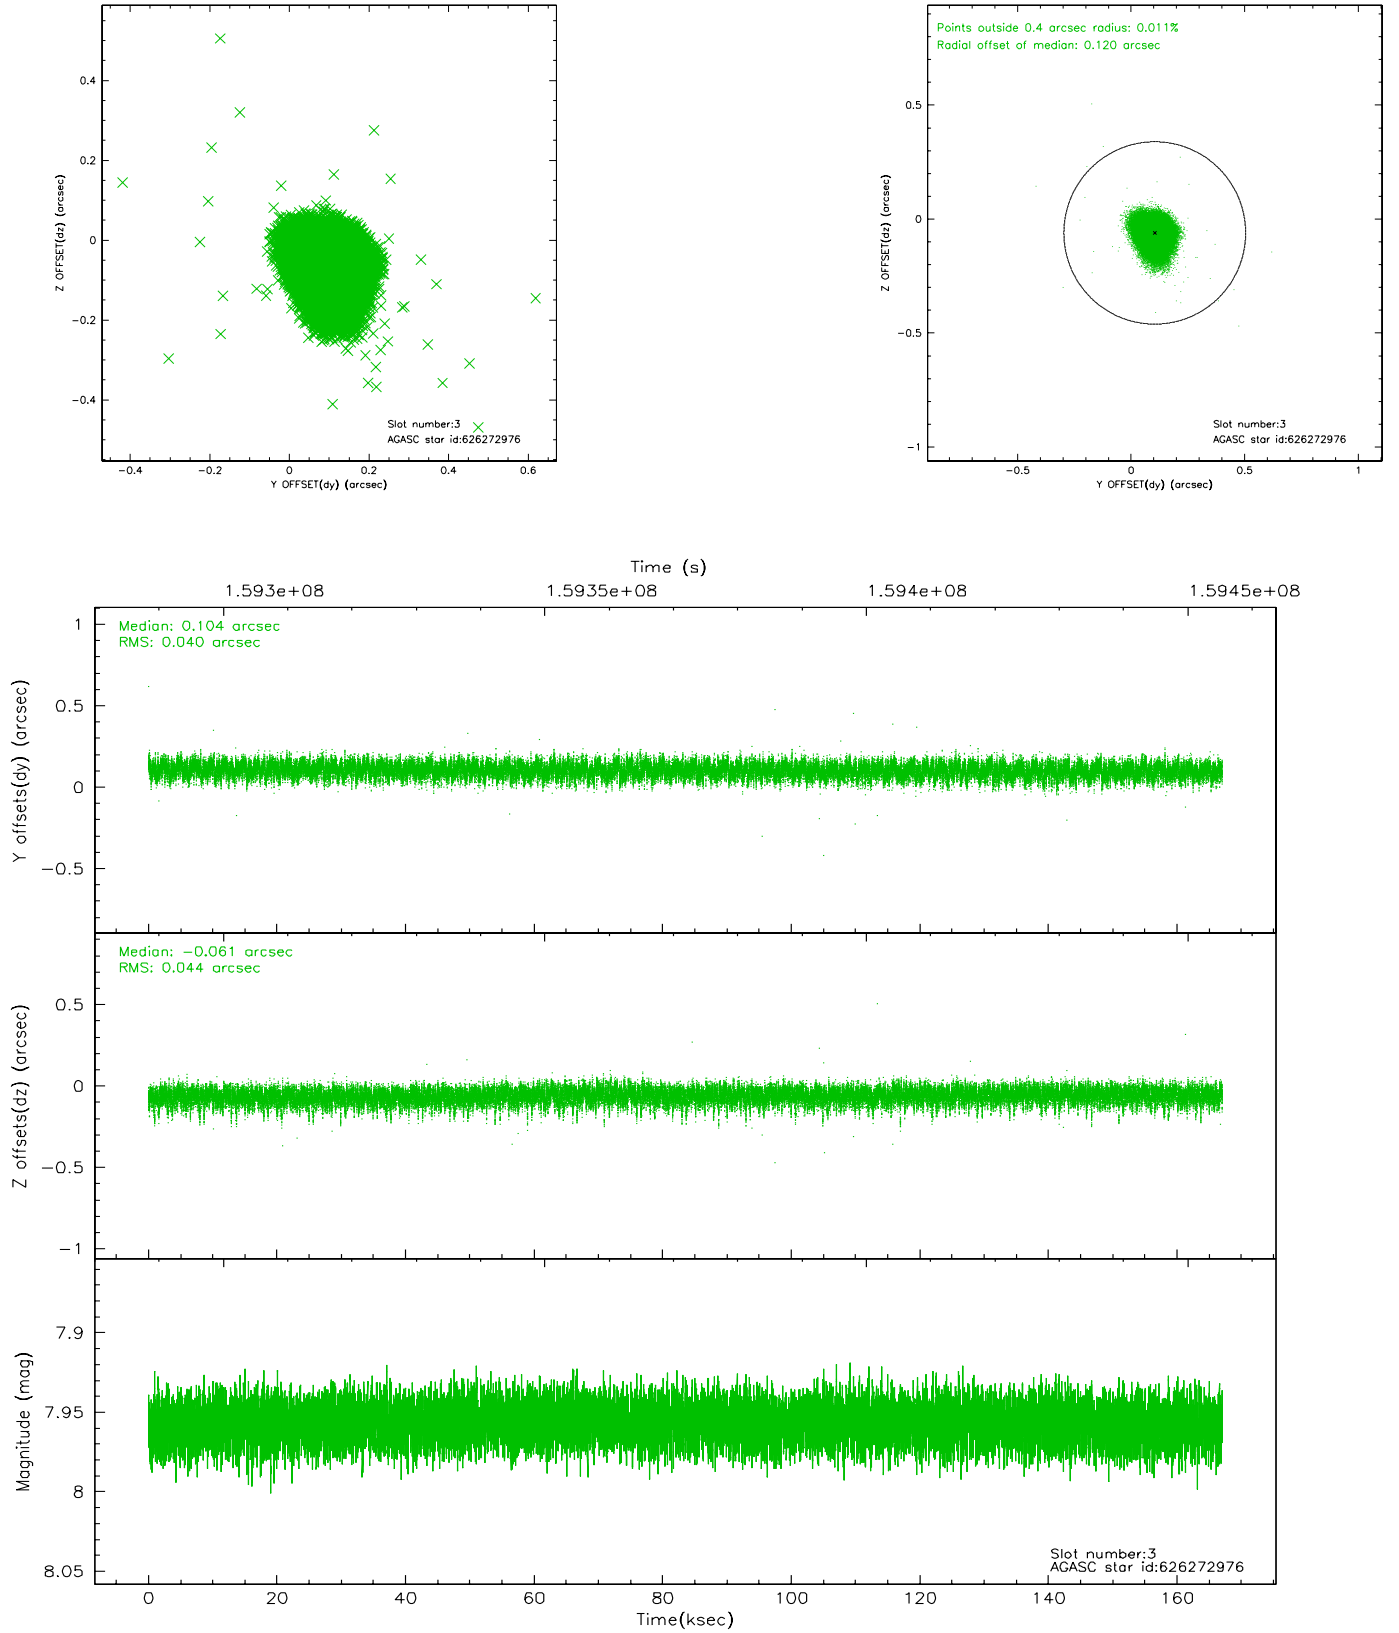 0.4
0.2
0
−0.2
−0.4
Z OFFSET(dz) (arcsec)
Slot number:3
AGASC star id:626272976
−0.4 −0.2 0 0.2 0.4 0.6
Y OFFSET(dy) (arcsec)
Points outside 0.4 arcsec radius: 0.011%
Radial offset of median: 0.120 arcsec
0.5
0
−0.5
−1
Z OFFSET(dz) (arcsec)
Slot number:3
AGASC star id:626272976
−0.5 0 0.5 1
Y OFFSET(dy) (arcsec)
Time (s)
1.593e+08 1.5935e+08 1.594e+08 1.5945e+08
Median: 0.104 arcsec
RMS: 0.040 arcsec
1
0.5
0
−0.5
Y offsets(dy) (arcsec)
Median: −0.061 arcsec
RMS: 0.044 arcsec
0.5
0
−0.5
−1
Z offsets(dz) (arcsec)
7.9
7.95
8
8.05
Magnitude (mag)
Slot number:3
AGASC star id:626272976
0 20 40 60 80 100 120 140 160
Time(ksec)